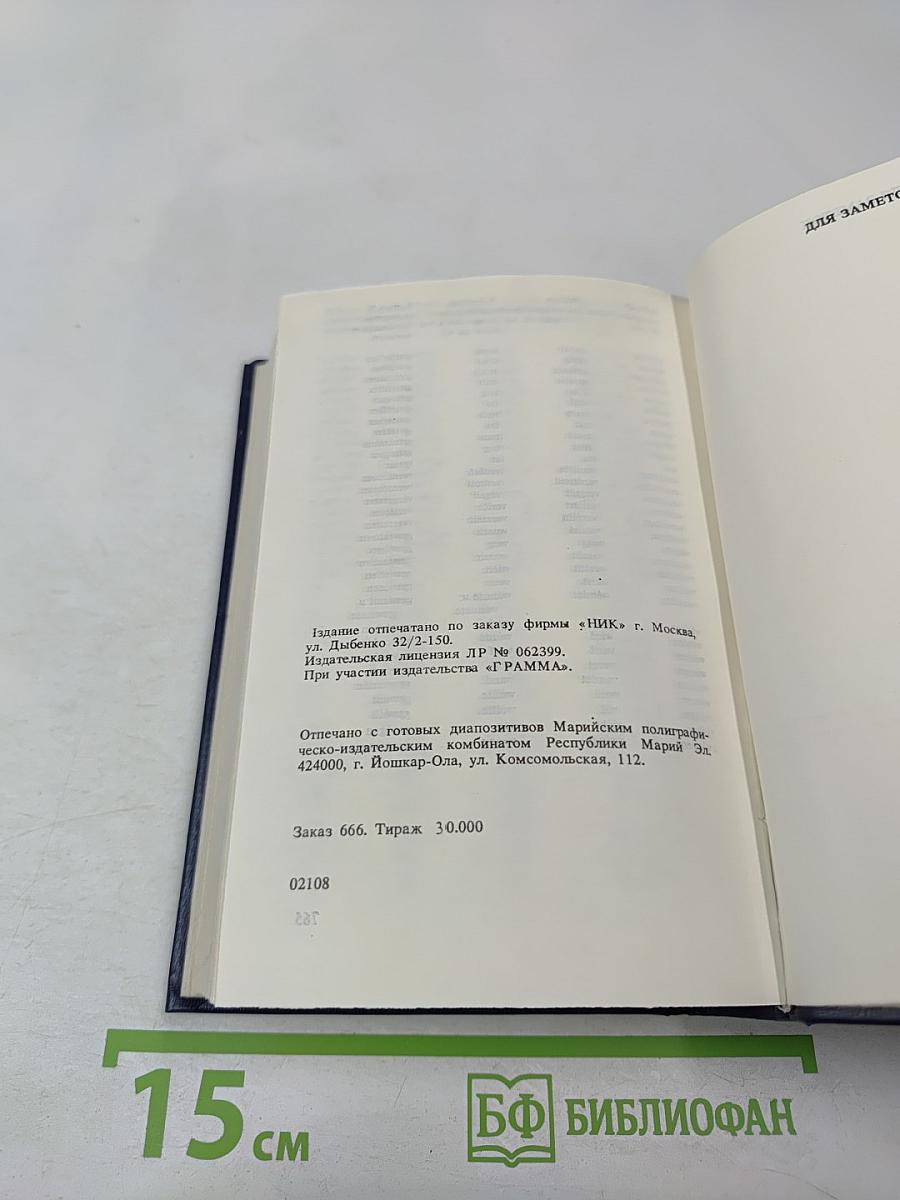 ДЛЯ ЗАМЕТО
Iздание отпечатано по заказу фирмы «НИК» г. Москва,
ул. Дыбенко 32/2-150.
Издательская лицензия ЛР № 062399.
При участии издательства «ГРАММА».
Отпечано с готовых диапозитивов Марийским полиграфи-
ческо-издательским комбинатом Республики Марий Эл.
424000, г. Йошкар-Ола, ул. Комсомольская, 112.
Заказ 666. Тираж 30.000
02108
765
15 см
БФ БИБЛИОФАН